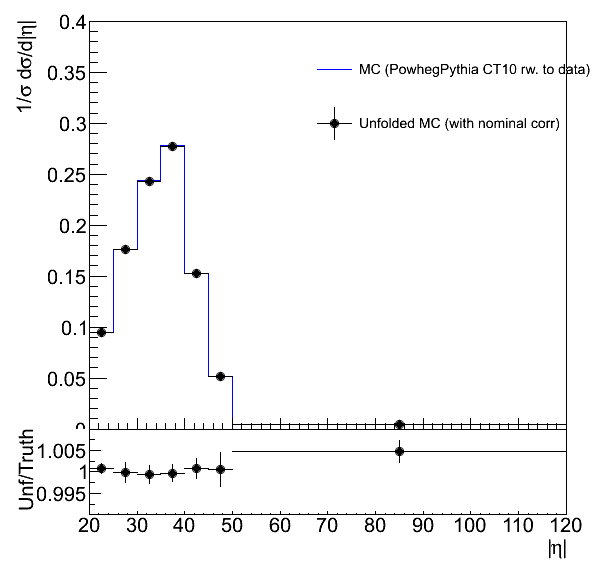 1/σ dσ/d|η|
0.4
0.35
0.3
0.25
0.2
0.15
0.1
0.05
0
MC (PowhegPythia CT10 rw. to data)
Unfolded MC (with nominal corr)
Unf/Truth
1.005
1
0.995
20 30 40 50 60 70 80 90 100 110 120
|η|